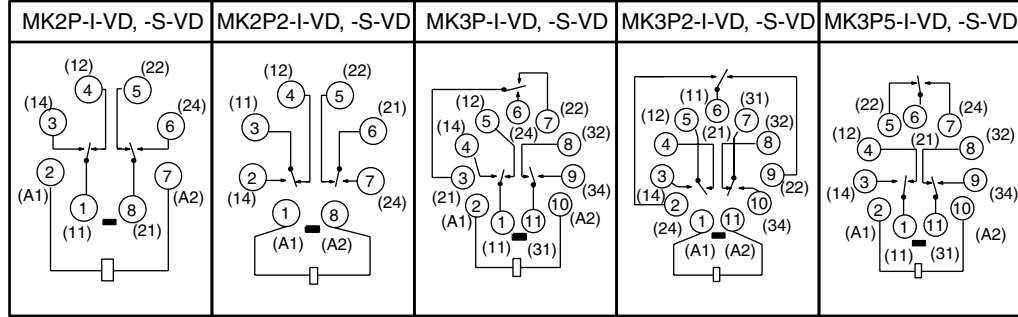 MK2P-I-VD, -S-VD
(12) (22)
4 5
(14) (24)
3 6
2 7
(A1) (A2)
1 8
(11) (21)
MK2P2-I-VD, -S-VD
(12) (22)
4 5
(11) (21)
3 6
2 7
(14) (24)
1 8
(A1) (A2)
MK3P-I-VD, -S-VD
6 7
(12) (22)
5 (24)
(14) (32)
4 8
3 9
(21) (34)
2 10
(A1) (A2)
1 11
(11) (31)
MK3P2-I-VD, -S-VD
(11) 6 (31)
(12) 5 7
(21) (32)
4 8
3 9
(14) (22)
2 10
(24) 1 11 (34)
(A1) (A2)
MK3P5-I-VD, -S-VD
(22) (24)
5 6 7
(12) (21) (32)
4 8
3 9
(14) (34)
2 10
(A1) 1 11 (A2)
(11) (31)